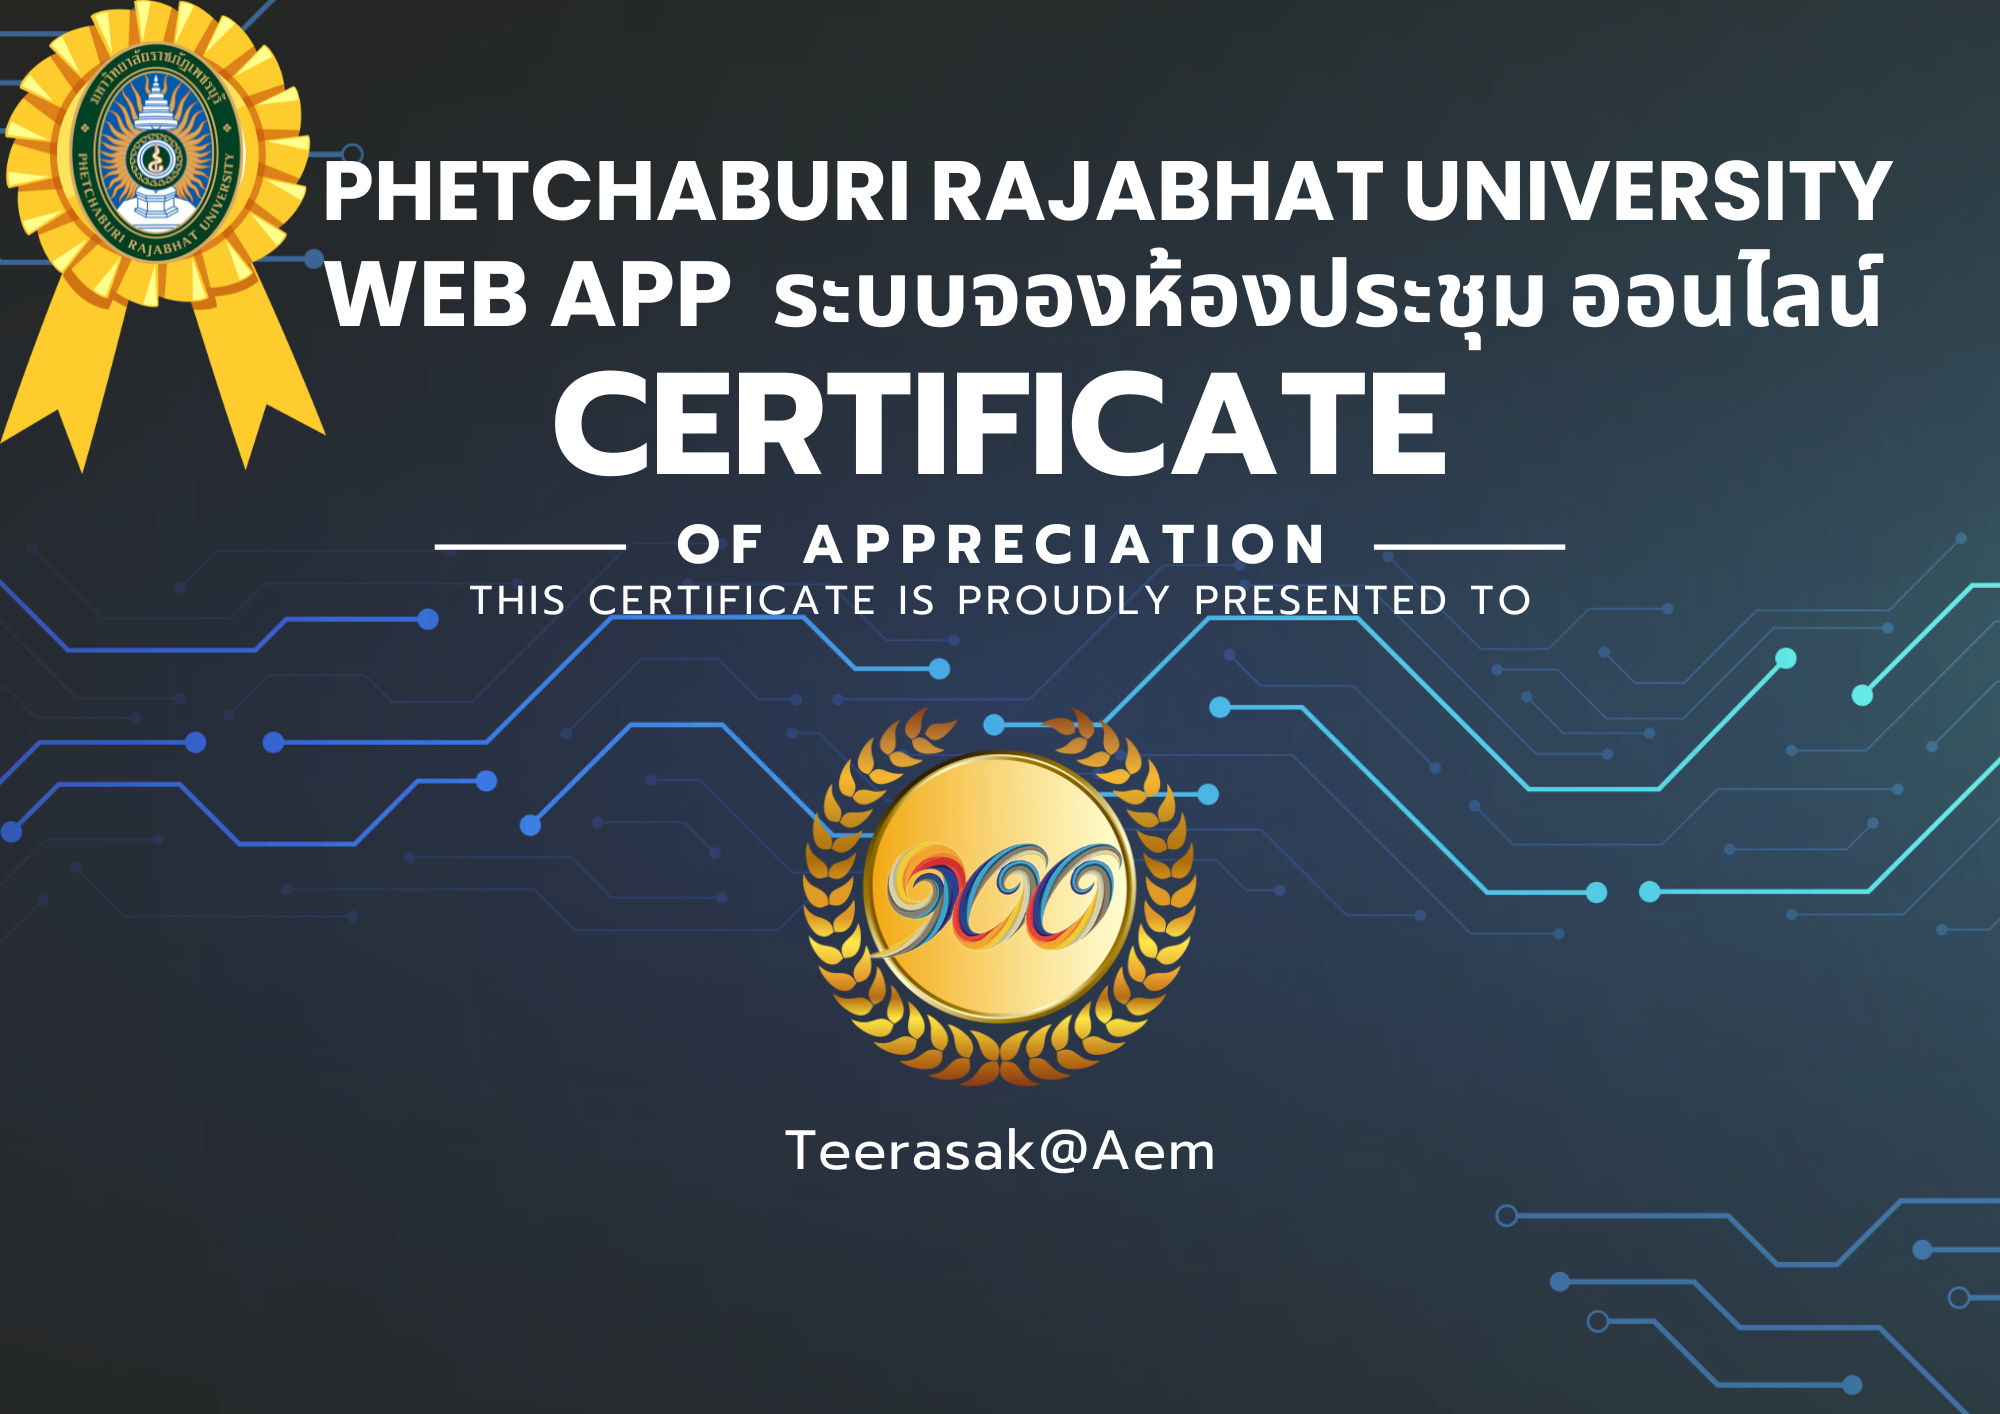 มหาวิทยาลัยราชภัฏเพชรบุรี
PHETCHABURI RAJABHAT UNIVERSITY
PHETCHABURI RAJABHAT UNIVERSITY
WEB APP ระบบจองห้องประชุม ออนไลน์
CERTIFICATE
OF APPRECIATION
THIS CERTIFICATE IS PROUDLY PRESENTED TO
๑๙๙
Teerasak@Aem